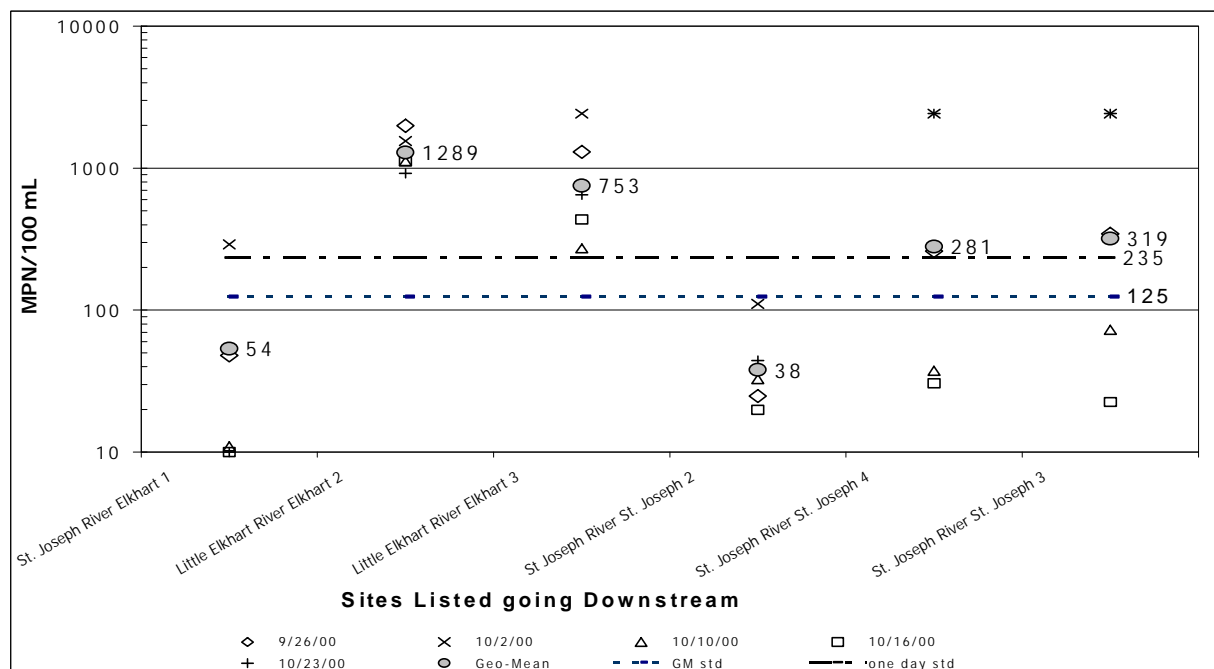 10000
1000
100
10
MPN/100 mL
54
1289
753
38
281
319
235
125
St. Joseph River Elkhart 1
Little Elkhart River Elkhart 2
Little Elkhart River Elkhart 3
St Joseph River St. Joseph 2
St. Joseph River St. Joseph 4
St. Joseph River St. Joseph 3
Sites Listed going Downstream
9/26/00 10/2/00 10/10/00 10/16/00
10/23/00 Geo-Mean GM std one day std